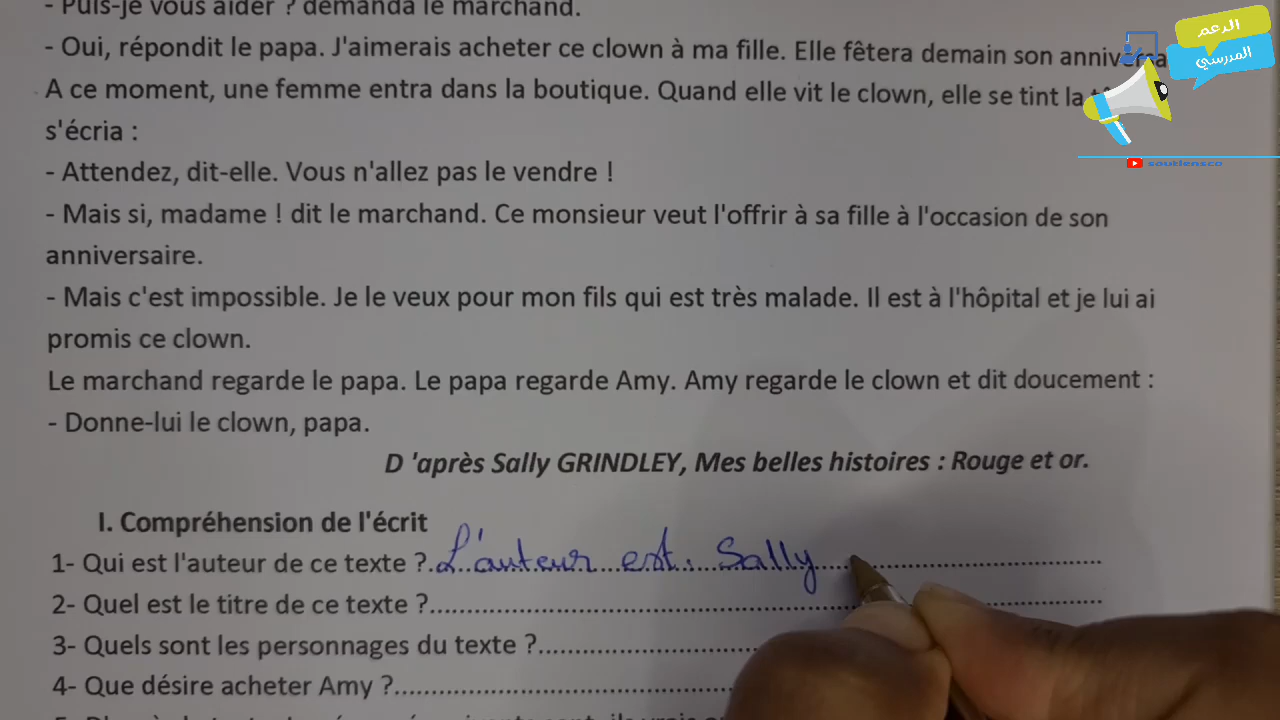 - Puis-je vous aider ? demanda le marchand.
- Oui, répondit le papa. J'aimerais acheter ce clown à ma fille. Elle fêtera demain son anniversa
A ce moment, une femme entra dans la boutique. Quand elle vit le clown, elle se tint la
s'écria :
- Attendez, dit-elle. Vous n'allez pas le vendre !
- Mais si, madame ! dit le marchand. Ce monsieur veut l'offrir à sa fille à l'occasion de son
anniversaire.
- Mais c'est impossible. Je le veux pour mon fils qui est très malade. Il est à l'hôpital et je lui ai
promis ce clown.
Le marchand regarde le papa. Le papa regarde Amy. Amy regarde le clown et dit doucement :
- Donne-lui le clown, papa.
D 'après Sally GRINDLEY, Mes belles histoires : Rouge et or.
I. Compréhension de l'écrit
1- Qui est l'auteur de ce texte ? L'auteur est Sally
2- Quel est le titre de ce texte ?
3- Quels sont les personnages du texte ?
4- Que désire acheter Amy ?
الدعم
المدرسي
soutiensco